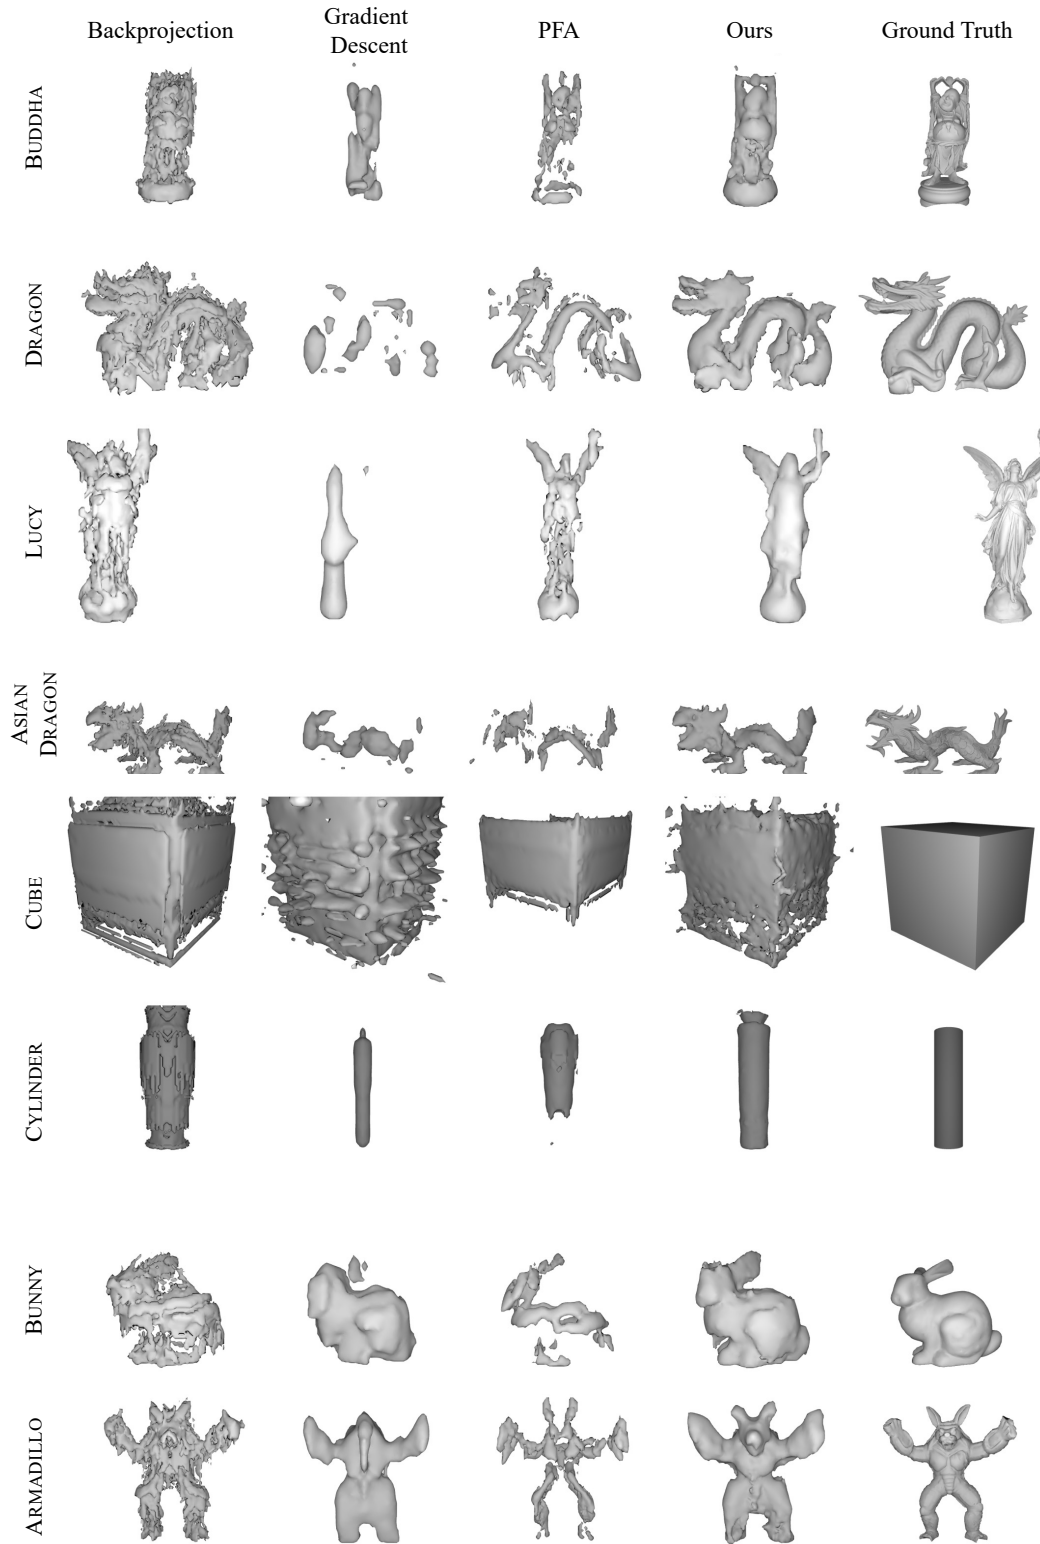 Backprojection
Gradient
Descent
PFA
Ours
Ground Truth
BUDDHA
DRAGON
LUCY
ASIAN
DRAGON
CUBE
CYLINDER
BUNNY
ARMADILLO